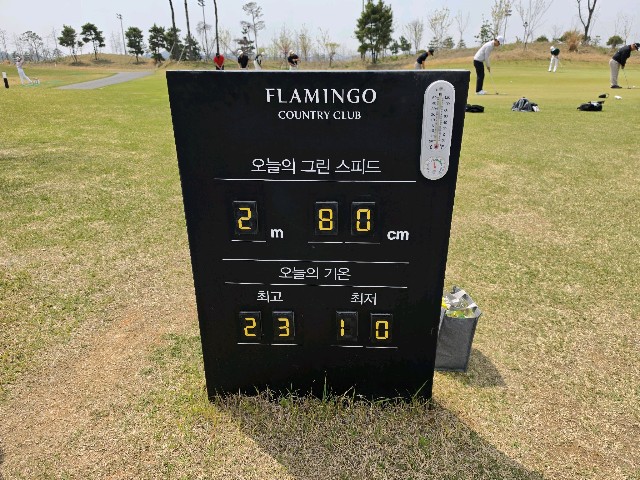 FLAMINGO
COUNTRY CLUB
오늘의 그린 스피드
2 m 80 cm
오늘의 기온
최고 최저
23 10